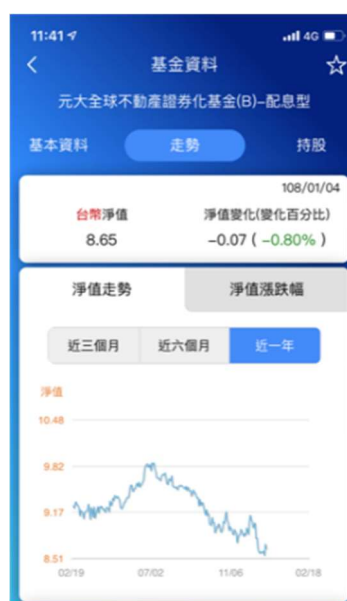 11:41
4G
基金資料
元大全球不動產證券化基金(B)-配息型
基本資料 走勢 持股
108/01/04
台幣淨值 淨值變化(變化百分比)
8.65 -0.07 ( -0.80% )
淨值走勢 淨值漲跌幅
近三個月 近六個月 近一年
淨值
10.48
9.82
9.17
8.51
02/19 07/02 11/06 02/18